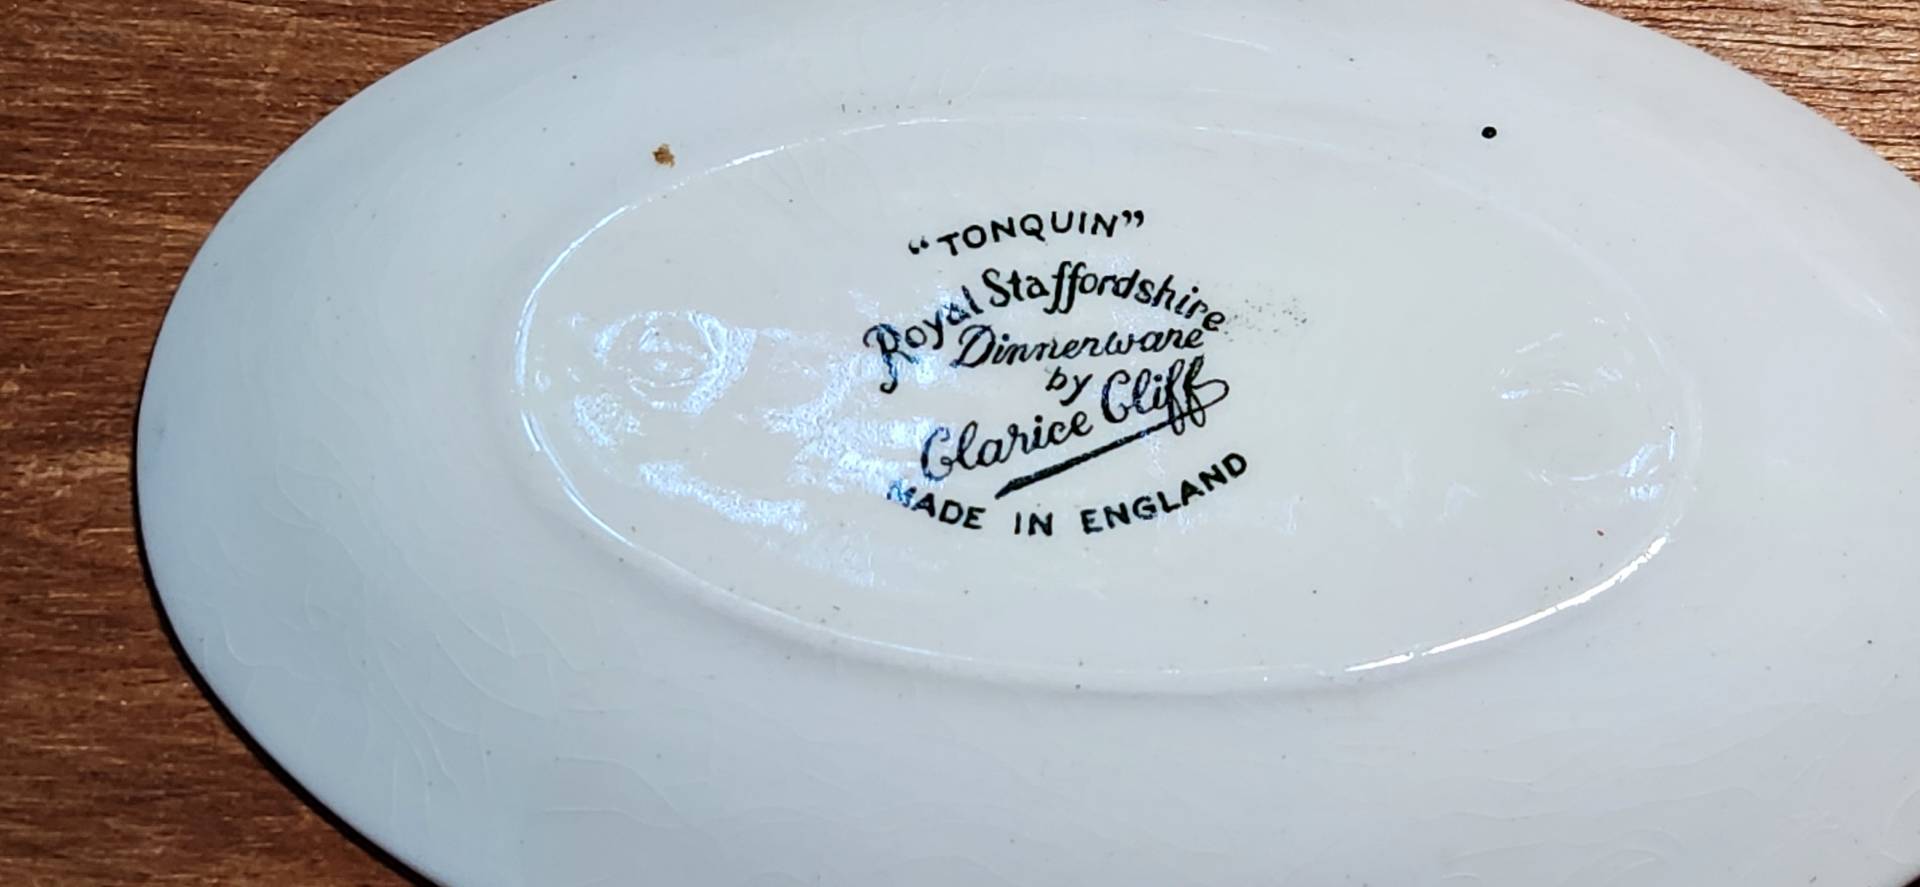 “TONQUIN”
Royal Staffordshire
Dinnerware
by
Clarice Cliff
MADE IN ENGLAND